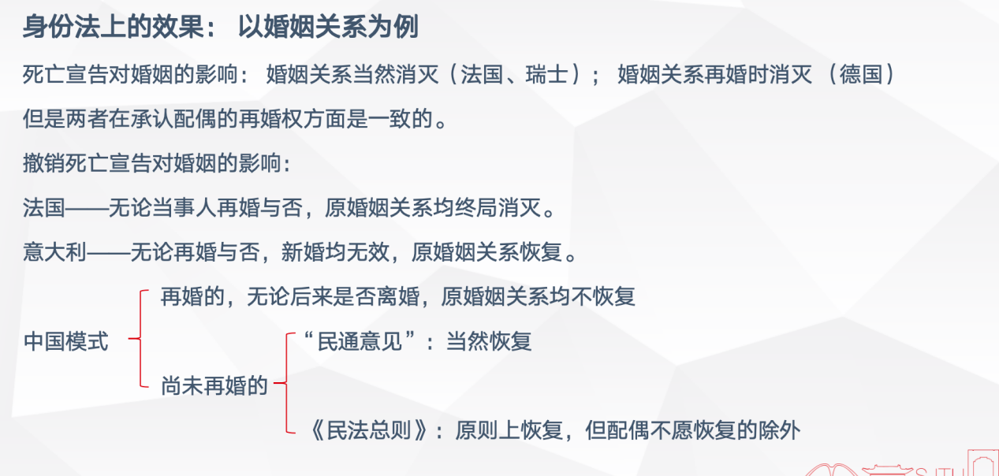 身份法上的效果： 以婚姻关系为例
死亡宣告对婚姻的影响： 婚姻关系当然消灭（法国、瑞士）； 婚姻关系再婚时消灭 （德国）
但是两者在承认配偶的再婚权方面是一致的。
撤销死亡宣告对婚姻的影响：
法国——无论当事人再婚与否，原婚姻关系均终局消灭。
意大利——无论再婚与否，新婚均无效，原婚姻关系恢复。
再婚的，无论后来是否离婚，原婚姻关系均不恢复
中国模式
“民通意见”：当然恢复
尚未再婚的
《民法总则》：原则上恢复，但配偶不愿恢复的除外
SJTU